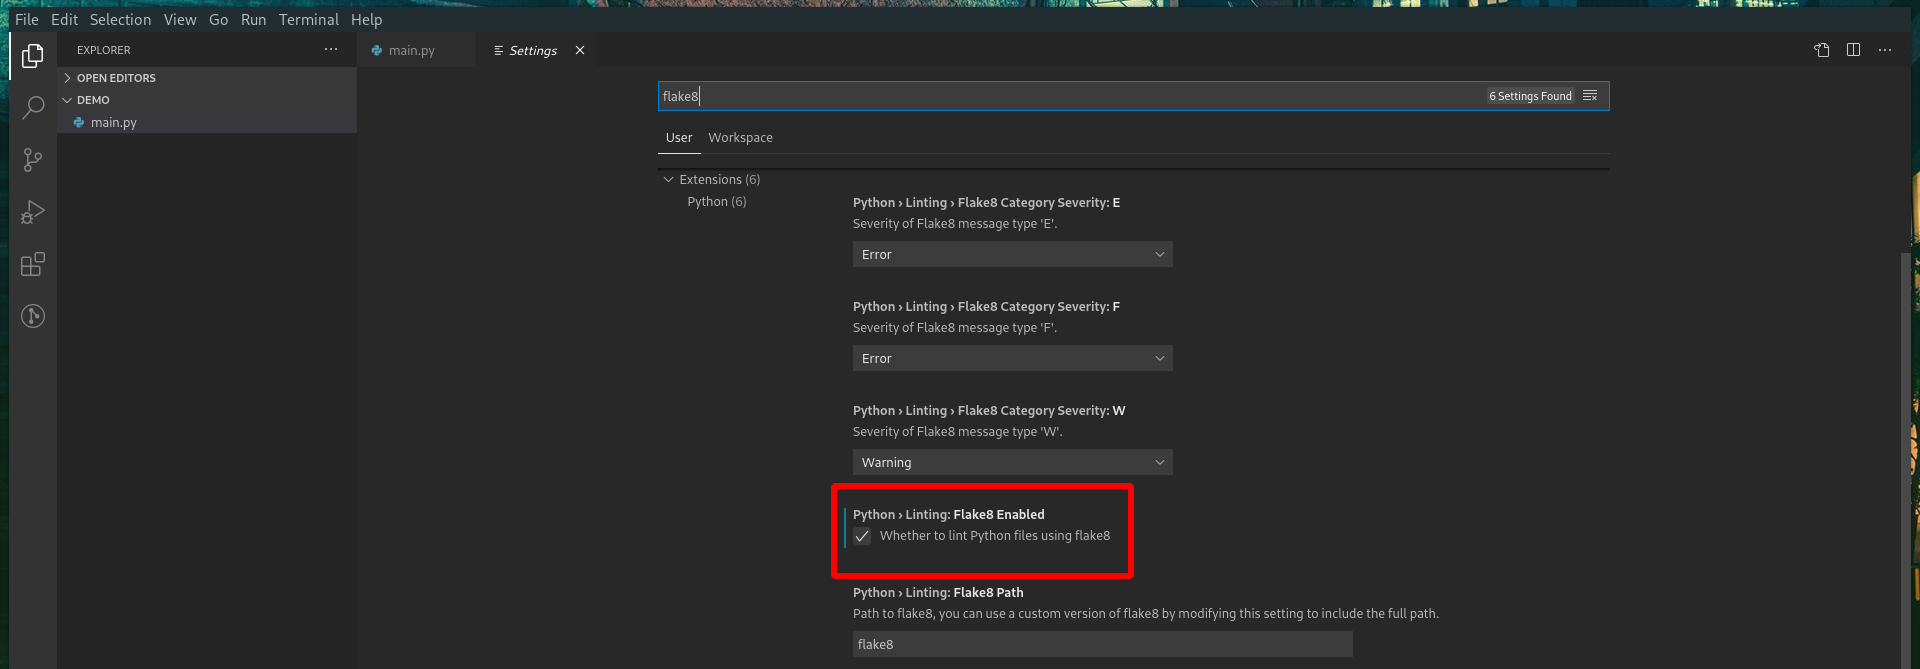 File Edit Selection View Go Run Terminal Help
EXPLORER
main.py
Settings
OPEN EDITORS
DEMO
main.py
flake8
6 Settings Found
User Workspace
Extensions (6)
Python (6)
Python › Linting › Flake8 Category Severity: E
Severity of Flake8 message type 'E'.
Error
Python › Linting › Flake8 Category Severity: F
Severity of Flake8 message type 'F'.
Error
Python › Linting › Flake8 Category Severity: W
Severity of Flake8 message type 'W'.
Warning
Python › Linting: Flake8 Enabled
Whether to lint Python files using flake8
Python › Linting: Flake8 Path
Path to flake8, you can use a custom version of flake8 by modifying this setting to include the full path.
flake8